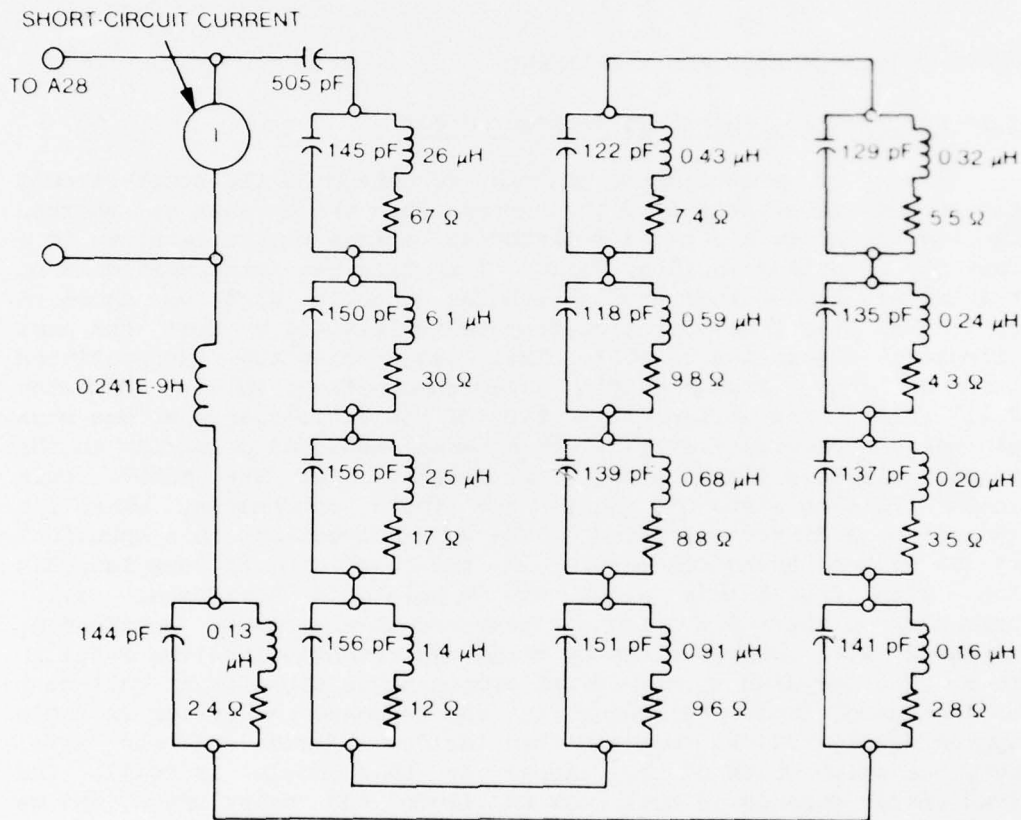 SHORT-CIRCUIT CURRENT
TO A28
505 pF
I
0.241E-9H
144 pF
0.13
µH
2.4 Ω
145 pF
26 µH
67 Ω
150 pF
6.1 µH
30 Ω
156 pF
2.5 µH
17 Ω
156 pF
1.4 µH
12 Ω
122 pF
0.43 µH
7.4 Ω
118 pF
0.59 µH
9.8 Ω
139 pF
0.68 µH
8.8 Ω
151 pF
0.91 µH
9.6 Ω
129 pF
0.32 µH
5.5 Ω
135 pF
0.24 µH
4.3 Ω
137 pF
0.20 µH
3.5 Ω
141 pF
0.16 µH
2.8 Ω